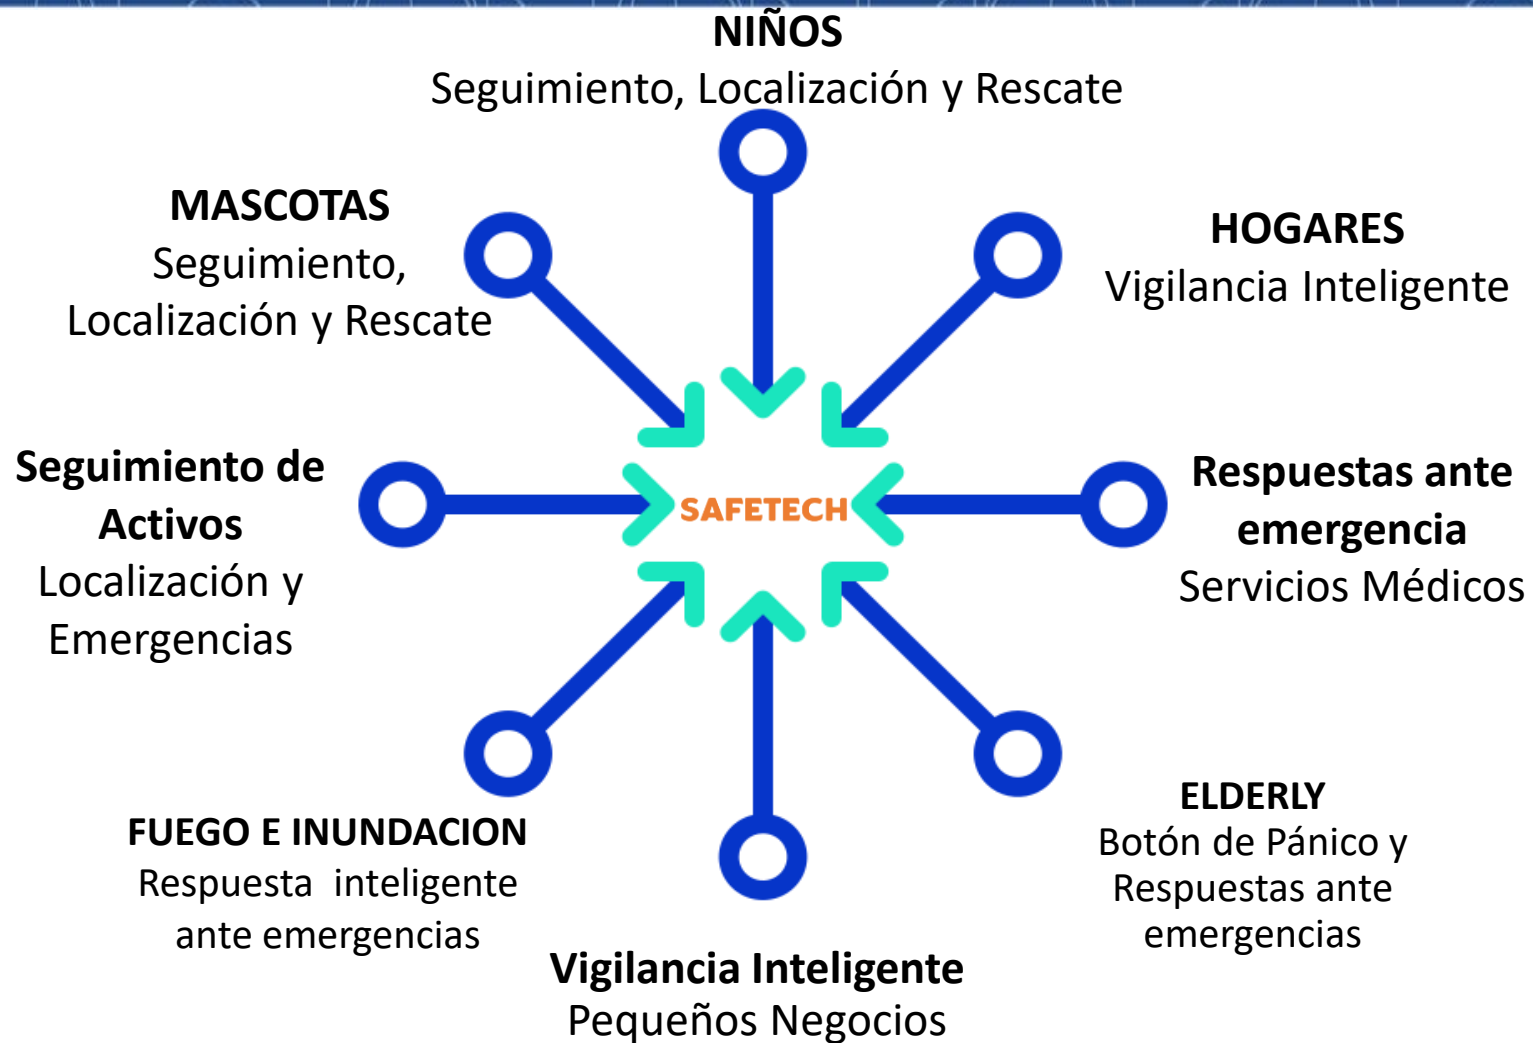 NIÑOS
Seguimiento, Localización y Rescate
MASCOTAS
Seguimiento,
Localización y Rescate
HOGARES
Vigilancia Inteligente
Seguimiento de
Activos
Localización y
Emergencias
SAFETECH
Respuestas ante
emergencia
Servicios Médicos
FUEGO E INUNDACION
Respuesta inteligente
ante emergencias
ELDERLY
Botón de Pánico y
Respuestas ante
emergencias
Vigilancia Inteligente
Pequeños Negocios